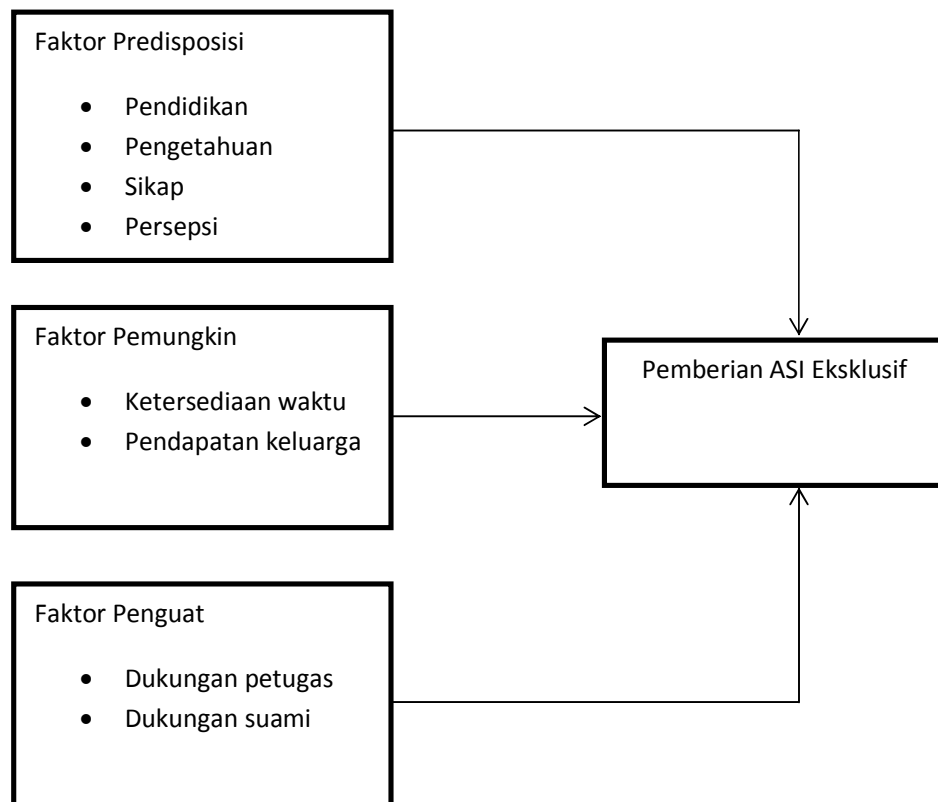 Faktor Predisposisi
• Pendidikan
• Pengetahuan
• Sikap
• Persepsi
Faktor Pemungkin
• Ketersediaan waktu
• Pendapatan keluarga
Pemberian ASI Eksklusif
Faktor Penguat
• Dukungan petugas
• Dukungan suami